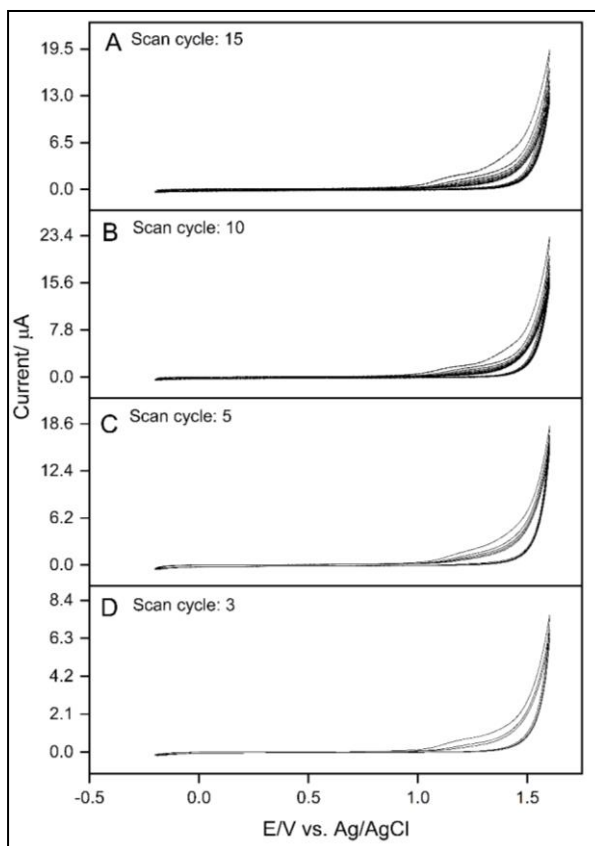 A Scan cycle: 15
19.5
13.0
6.5
0.0
B Scan cycle: 10
23.4
15.6
7.8
0.0
Current/ μA
C Scan cycle: 5
18.6
12.4
6.2
0.0
D Scan cycle: 3
8.4
6.3
4.2
2.1
0.0
-0.5 0.0 0.5 1.0 1.5
E/V vs. Ag/AgCl